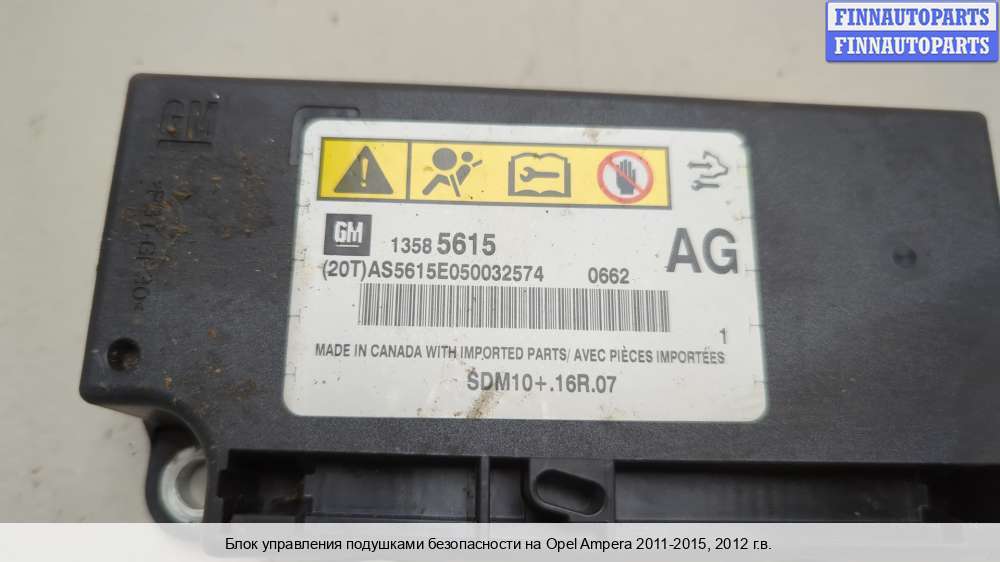 FINNAUTOPARTS
FINNAUTOPARTS
GM
GM 1358 5615
AG
(20T)AS5615E050032574 0662
1
MADE IN CANADA WITH IMPORTED PARTS/ AVEC PIÈCES IMPORTÉES
SDM10+.16R.07
Блок управления подушками безопасности на Opel Ampera 2011-2015, 2012 г.в.